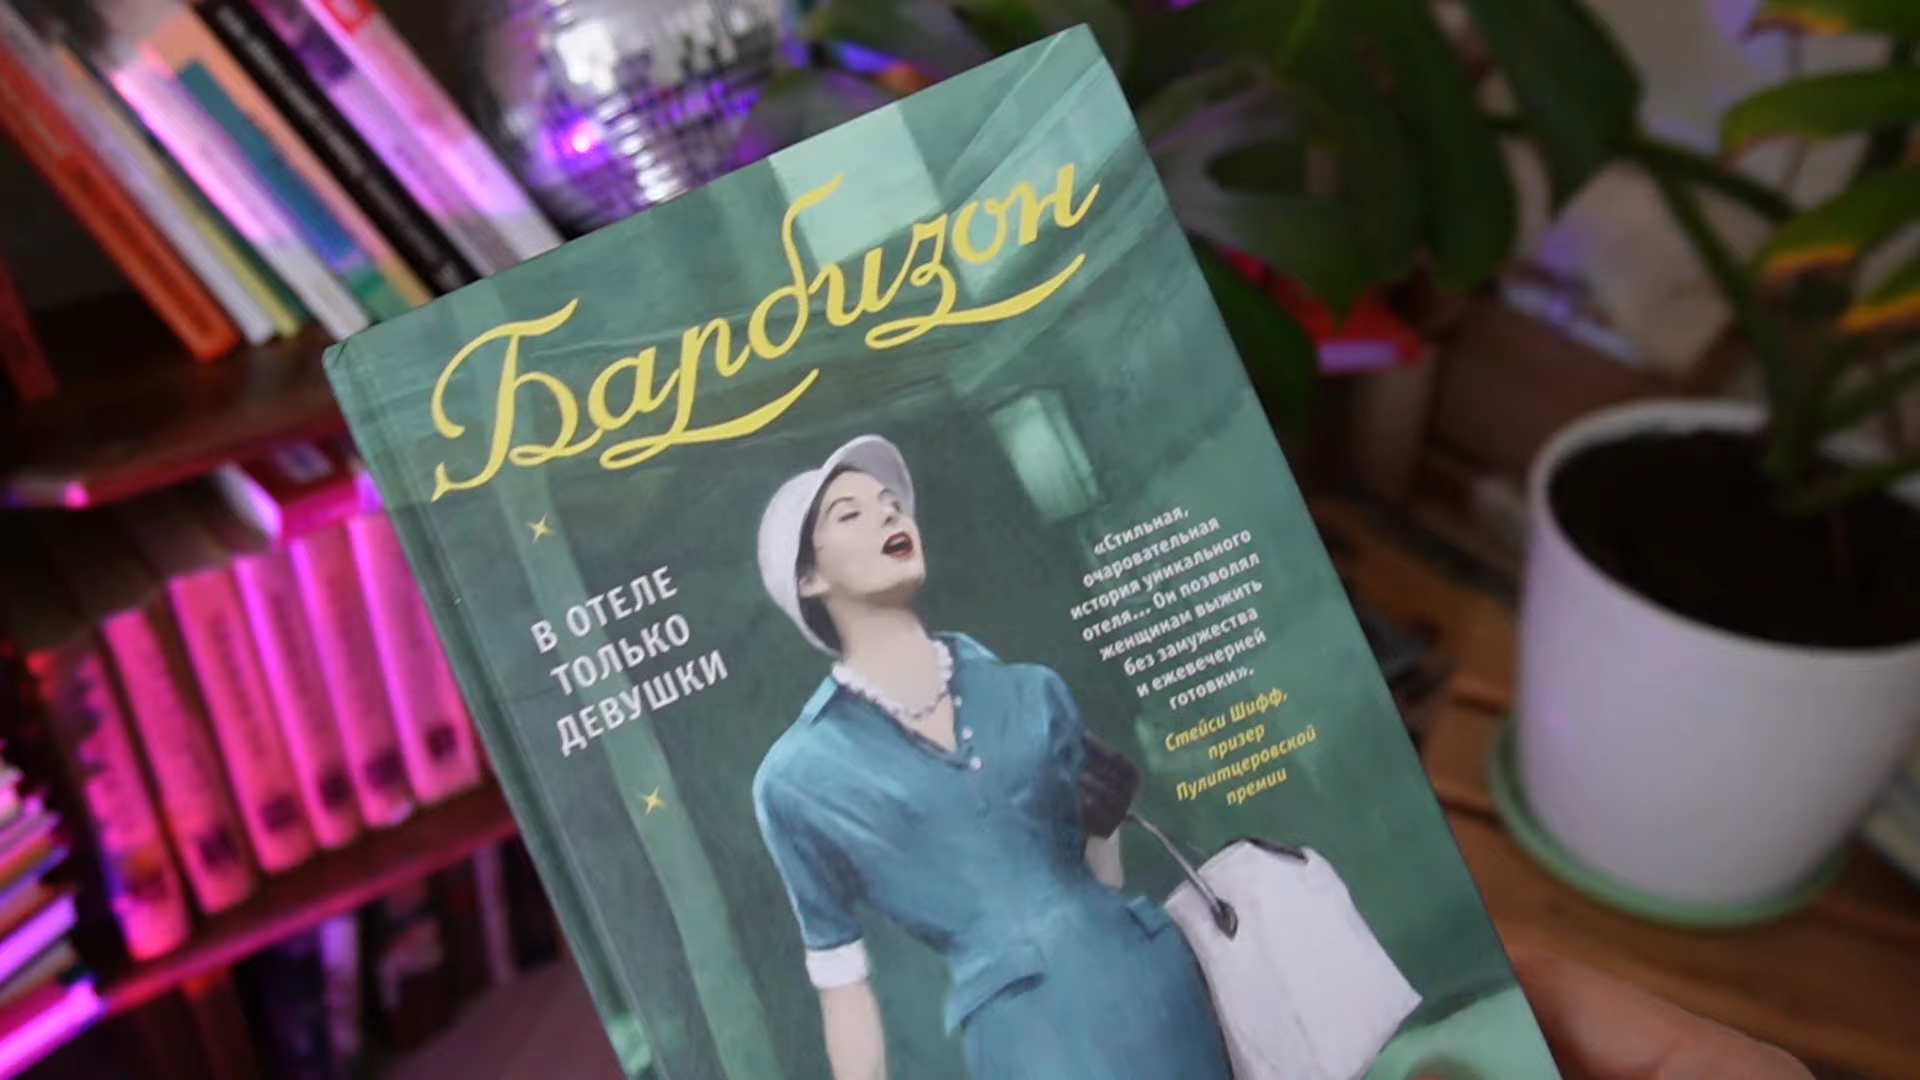 Барбизон
В ОТЕЛЕ
ТОЛЬКО
ДЕВУШКИ
«Стильная,
очаровательная
история уникального
отеля... Он позволял
женщинам выжить
без замужества
и ежевечерней
готовки».
Стейси Шифф,
призер
Пулитцеровской
премии